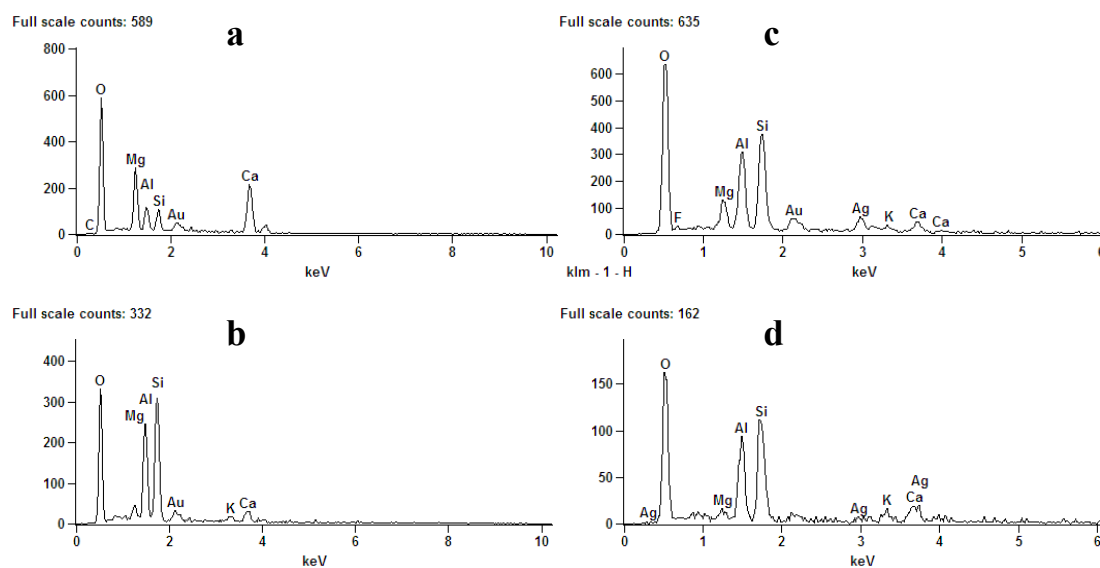 Full scale counts: 589
a
800
600
400
200
0
O
Mg
Al
Si
C
Au
Ca
0 2 4 6 8 10
keV
Full scale counts: 635
c
600
500
400
300
200
100
0
O
Si
Al
Mg
F
Au
Ag
K
Ca
Ca
0 1 2 3 4 5 6
klm - 1 - H
keV
Full scale counts: 332
b
400
300
200
100
0
O
Si
Al
Mg
Au
K
Ca
0 2 4 6 8 10
keV
Full scale counts: 162
d
150
100
50
0
O
Si
Al
Mg
Ag
Ag
K
Ag
Ca
0 1 2 3 4 5 6
keV